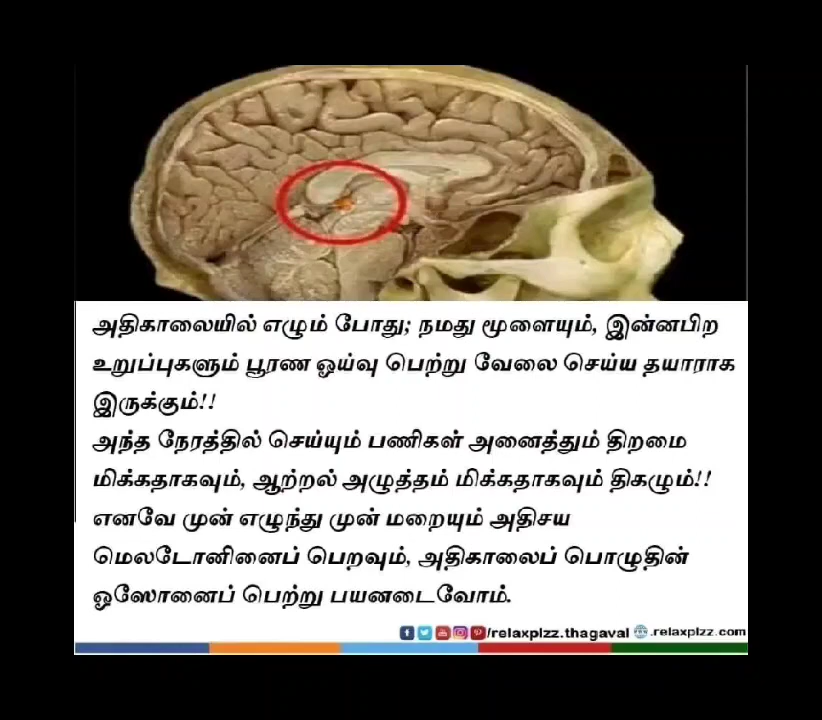 அதிகாலையில் எழும் போது; நமது மூளையும், இன்னபிற
உறுப்புகளும் பூரண ஓய்வு பெற்று வேலை செய்ய தயாராக
இருக்கும்!!
அந்த நேரத்தில் செய்யும் பணிகள் அனைத்தும் திறமை
மிக்கதாகவும், ஆற்றல் அழுத்தம் மிக்கதாகவும் திகழும்!!
எனவே முன் எழுந்து முன் மறையும் அதிசய
மெலடோனினைப் பெறவும், அதிகாலைப் பொழுதின்
ஓஸோனைப் பெற்று பயனடைவோம்.
/relaxplzz.thagaval .relaxplzz.com